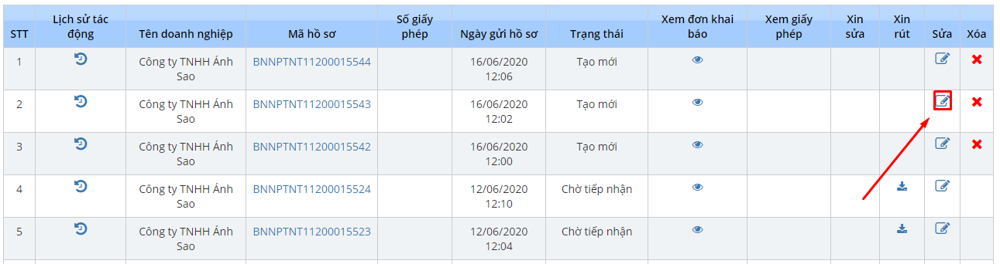 STT Lịch sử tác động Tên doanh nghiệp Mã hồ sơ Số giấy phép Ngày gửi hồ sơ Trạng thái Xem đơn khai báo Xem giấy phép Xin sửa Xin rút Sửa Xóa
1 Công ty TNHH Ánh Sao BNNPTNT11200015544 16/06/2020 12:06 Tạo mới
2 Công ty TNHH Ánh Sao BNNPTNT11200015543 16/06/2020 12:02 Tạo mới
3 Công ty TNHH Ánh Sao BNNPTNT11200015542 16/06/2020 12:00 Tạo mới
4 Công ty TNHH Ánh Sao BNNPTNT11200015524 12/06/2020 12:10 Chờ tiếp nhận
5 Công ty TNHH Ánh Sao BNNPTNT11200015523 12/06/2020 12:04 Chờ tiếp nhận